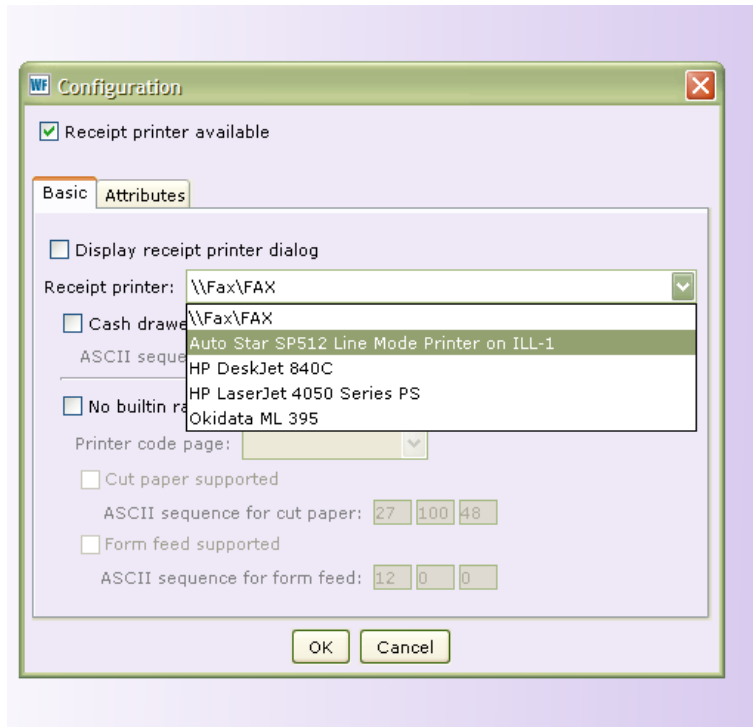 WF Configuration
Receipt printer available
Basic Attributes
Display receipt printer dialog
Receipt printer: \\Fax\FAX
\\Fax\FAX
Cash drawe
Auto Star SP512 Line Mode Printer on ILL-1
ASCII seque
HP DeskJet 840C
HP LaserJet 4050 Series PS
No builtin ra
Okidata ML 395
Printer code page:
Cut paper supported
ASCII sequence for cut paper: 27 100 48
Form feed supported
ASCII sequence for form feed: 12 0 0
OK Cancel